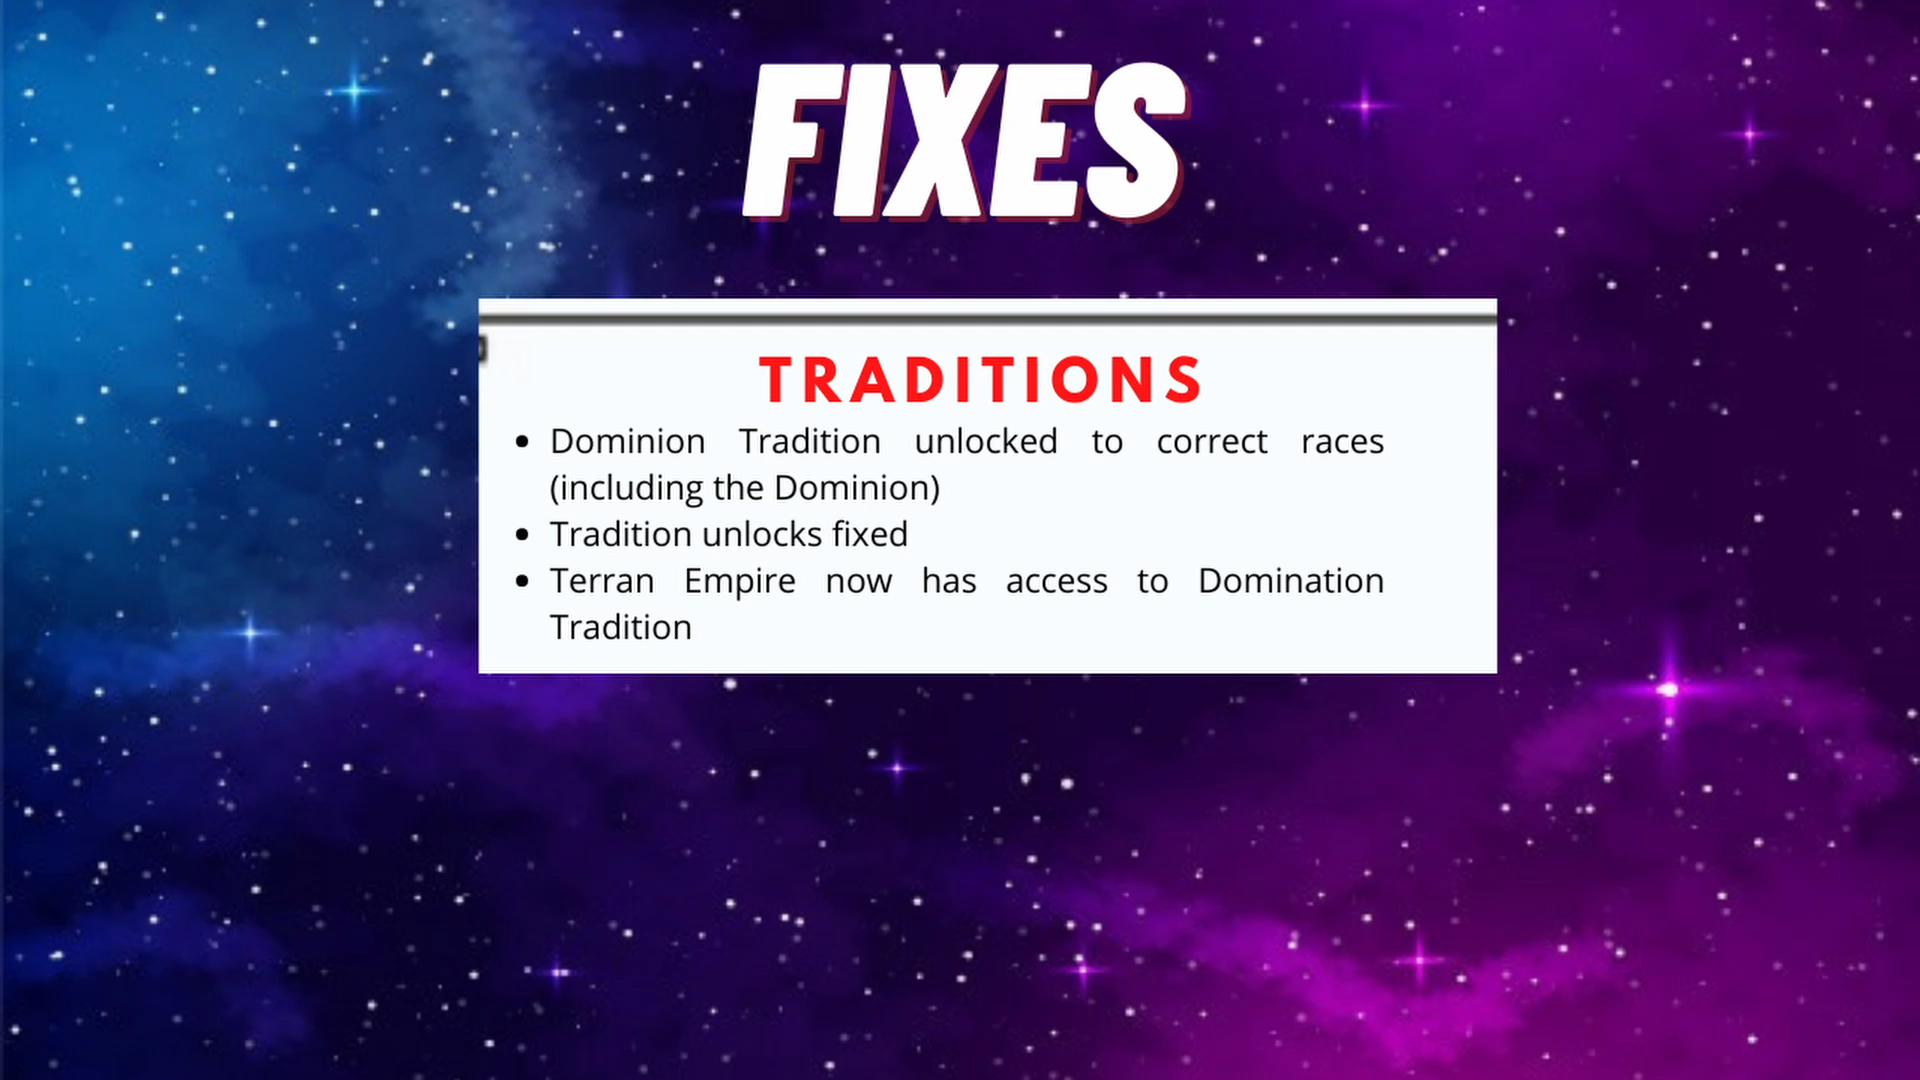 FIXES
TRADITIONS
• Dominion Tradition unlocked to correct races
(including the Dominion)
• Tradition unlocks fixed
• Terran Empire now has access to Domination
Tradition